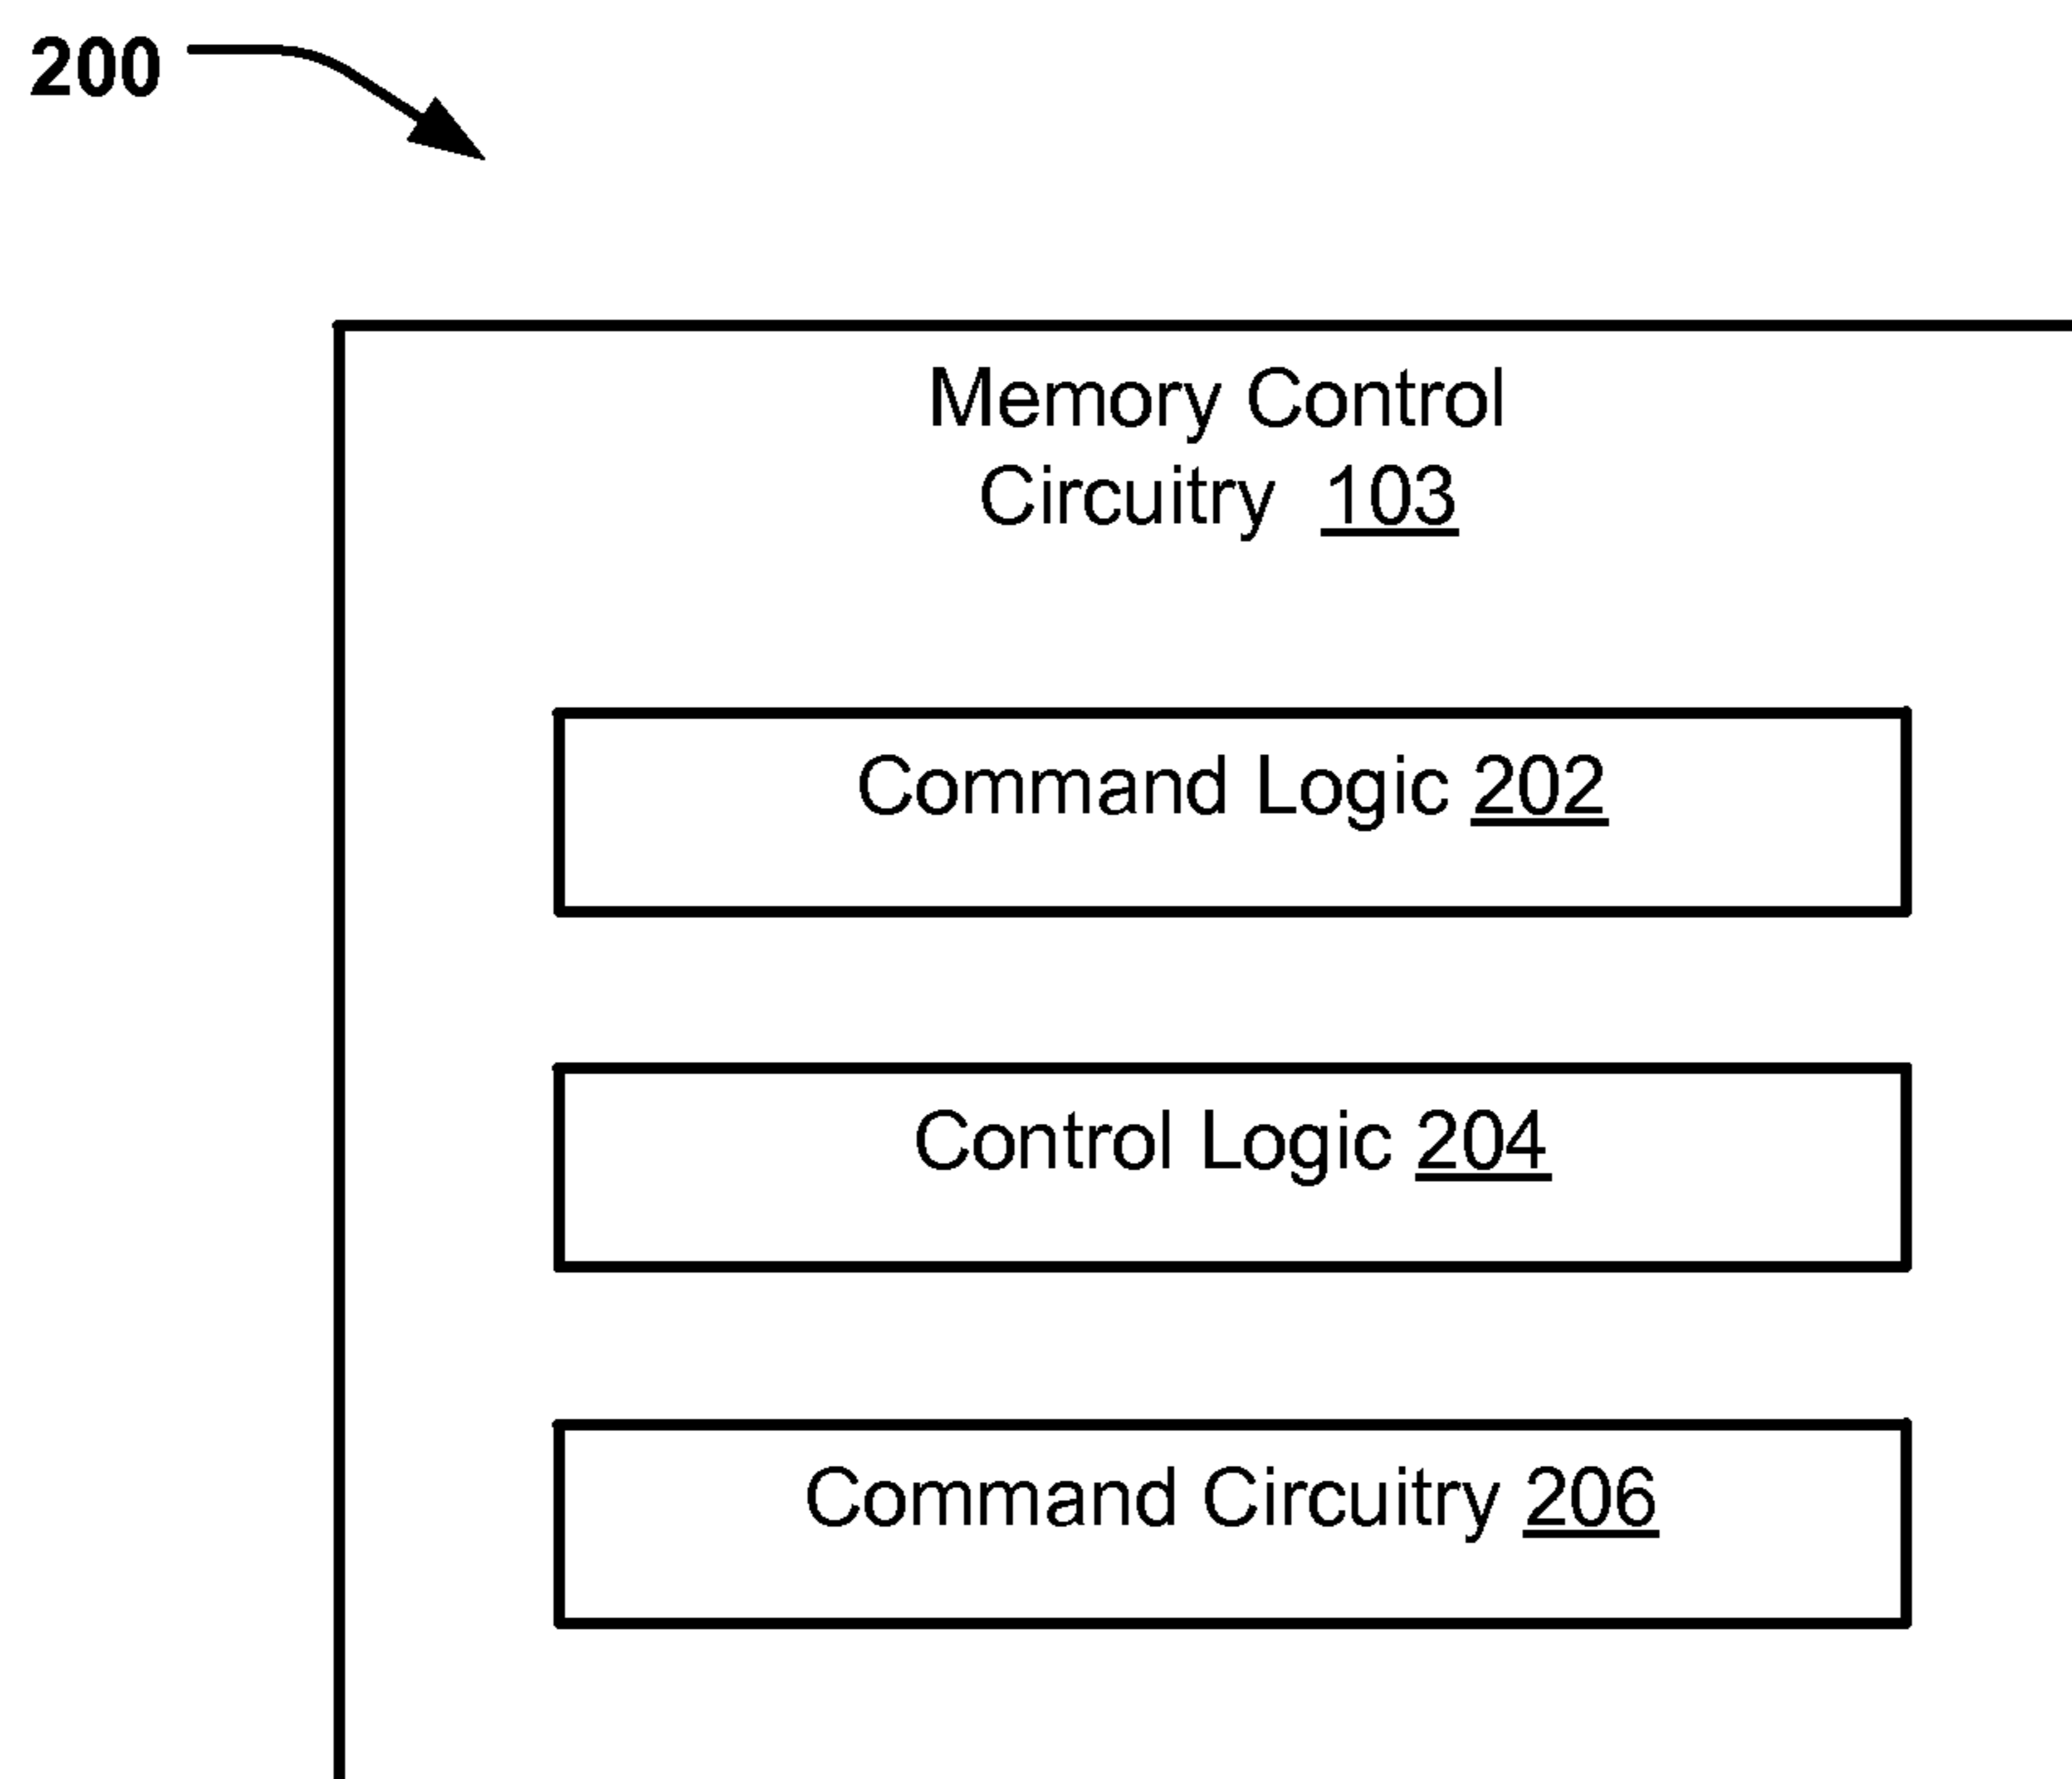 200
Memory Control
Circuitry 103
Command Logic 202
Control Logic 204
Command Circuitry 206